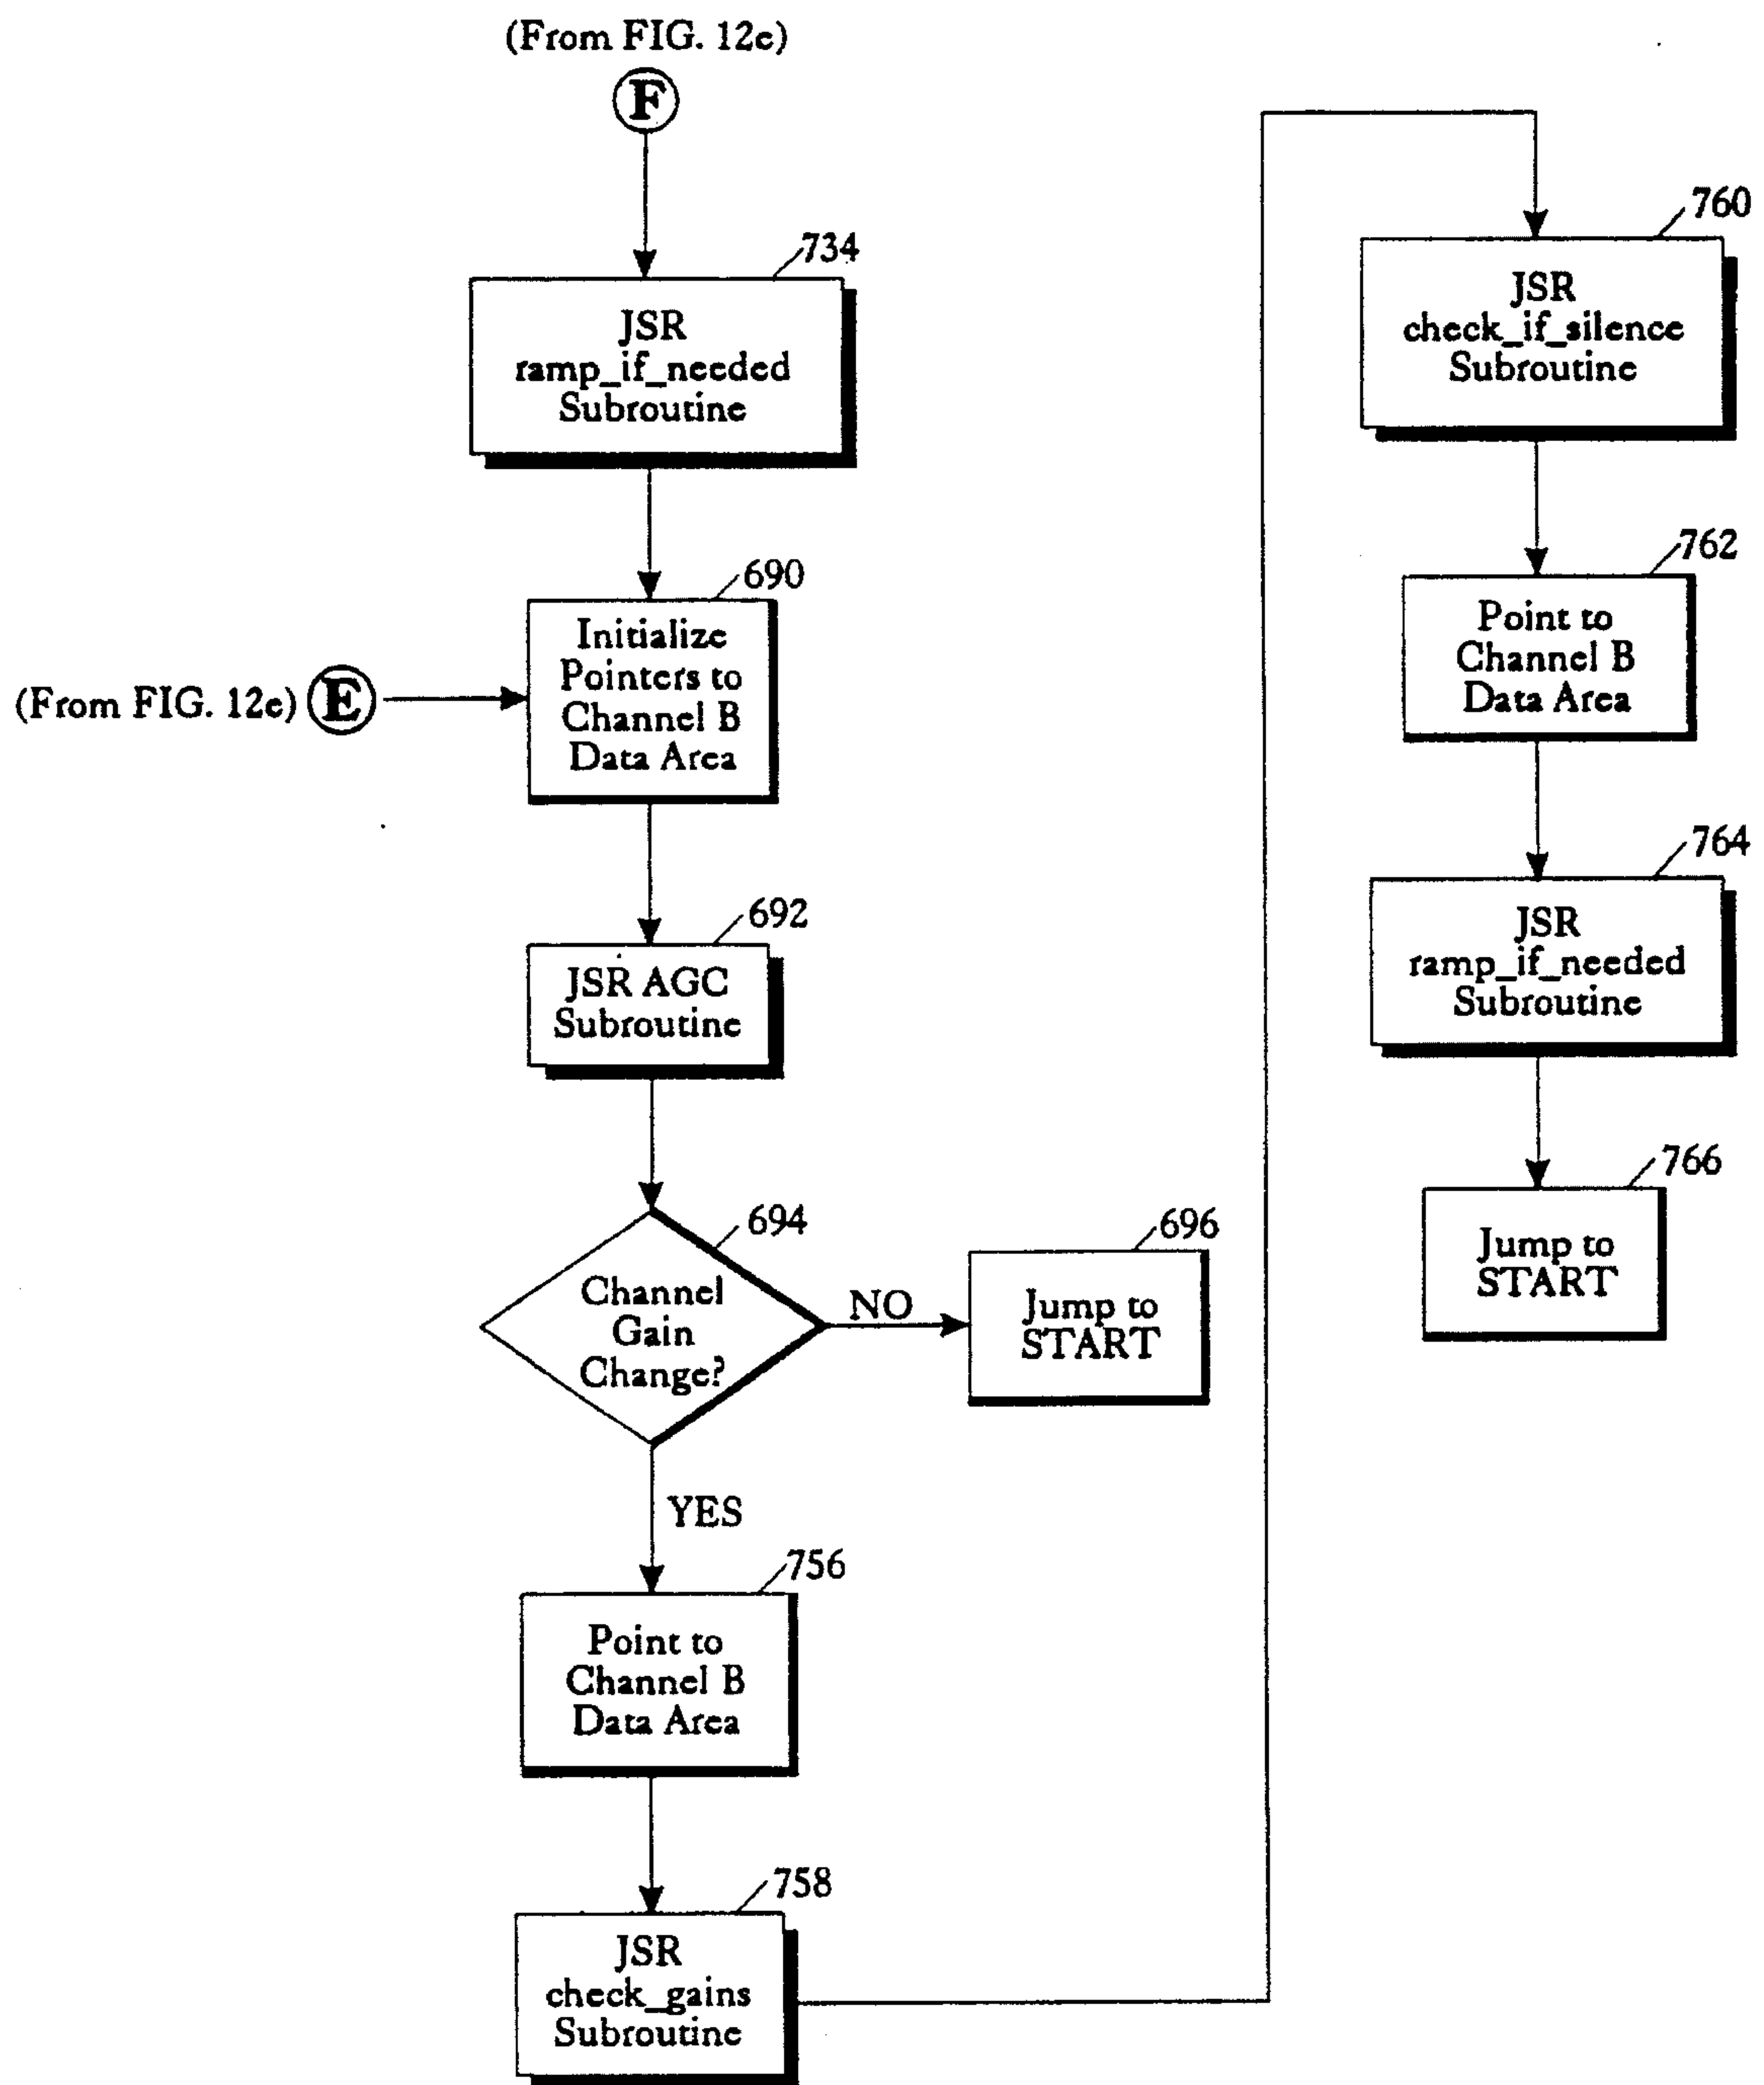 (From FIG. 12e)
F
734
JSR
ramp_if_needed
Subroutine
690
Initialize
Pointers to
Channel B
Data Area
(From FIG. 12e)
E
692
JSR AGC
Subroutine
694
Channel
Gain
Change?
NO
696
Jump to
START
YES
756
Point to
Channel B
Data Area
758
JSR
check_gains
Subroutine
760
JSR
check_if_silence
Subroutine
762
Point to
Channel B
Data Area
764
JSR
ramp_if_needed
Subroutine
766
Jump to
START